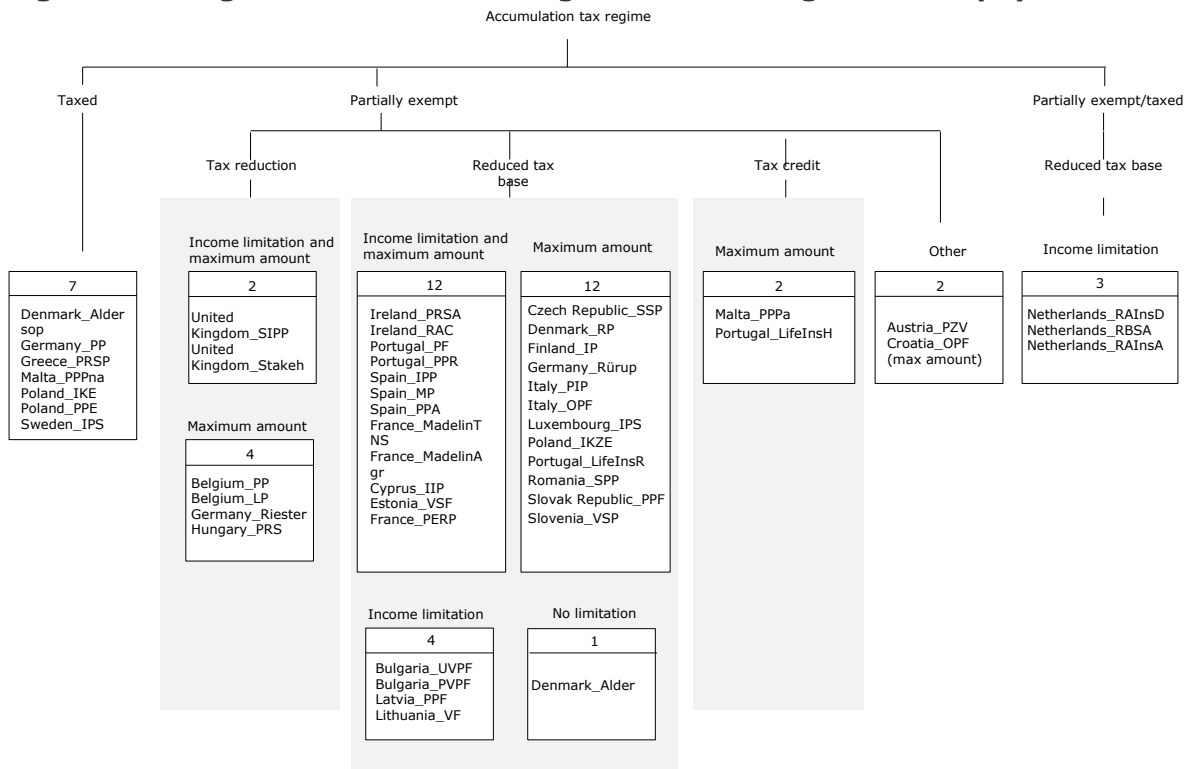 Accumulation tax regime
Taxed
Partially exempt
Partially exempt/taxed
Tax reduction
Reduced tax
base
Tax credit
Reduced tax base
Income limitation and
maximum amount
Income limitation and
maximum amount
Maximum amount
Maximum amount
Other
Income limitation
7
Denmark_Alder
sop
Germany_PP
Greece_PRSP
Malta_PPPna
Poland_IKE
Poland_PPE
Sweden_IPS
2
United
Kingdom_SIPP
United
Kingdom_Stakeh
Maximum amount
4
Belgium_PP
Belgium_LP
Germany_Riester
Hungary_PRS
12
Ireland_PRSA
Ireland_RAC
Portugal_PF
Portugal_PPR
Spain_IPP
Spain_MP
Spain_PPA
France_MadelinT
NS
France_MadelinA
gr
Cyprus_IIP
Estonia_VSF
France_PERP
12
Czech Republic_SSP
Denmark_RP
Finland_IP
Germany_Rürup
Italy_PIP
Italy_OPF
Luxembourg_IPS
Poland_IKZE
Portugal_LifeInsR
Romania_SPP
Slovak Republic_PPF
Slovenia_VSP
2
Malta_PPPa
Portugal_LifeInsH
2
Austria_PZV
Croatia_OPF
(max amount)
3
Netherlands_RAInsD
Netherlands_RBSA
Netherlands_RAInsA
Income limitation
4
Bulgaria_UVPF
Bulgaria_PVPF
Latvia_PPF
Lithuania_VF
No limitation
1
Denmark_Alder